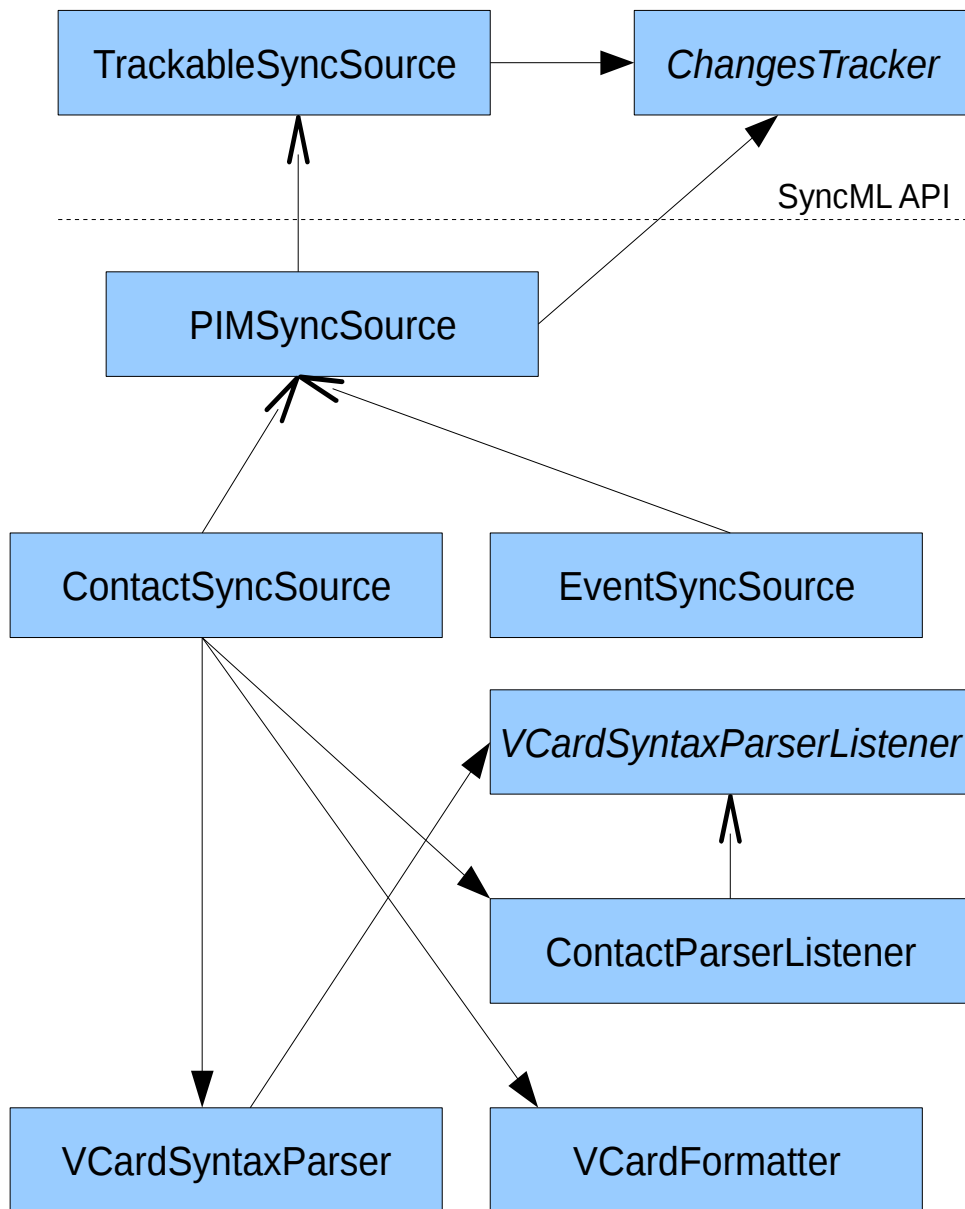 TrackableSyncSource
ChangesTracker
SyncML API
PIMSyncSource
ContactSyncSource
EventSyncSource
VCardSyntaxParserListener
ContactParserListener
VCardSyntaxParser
VCardFormatter